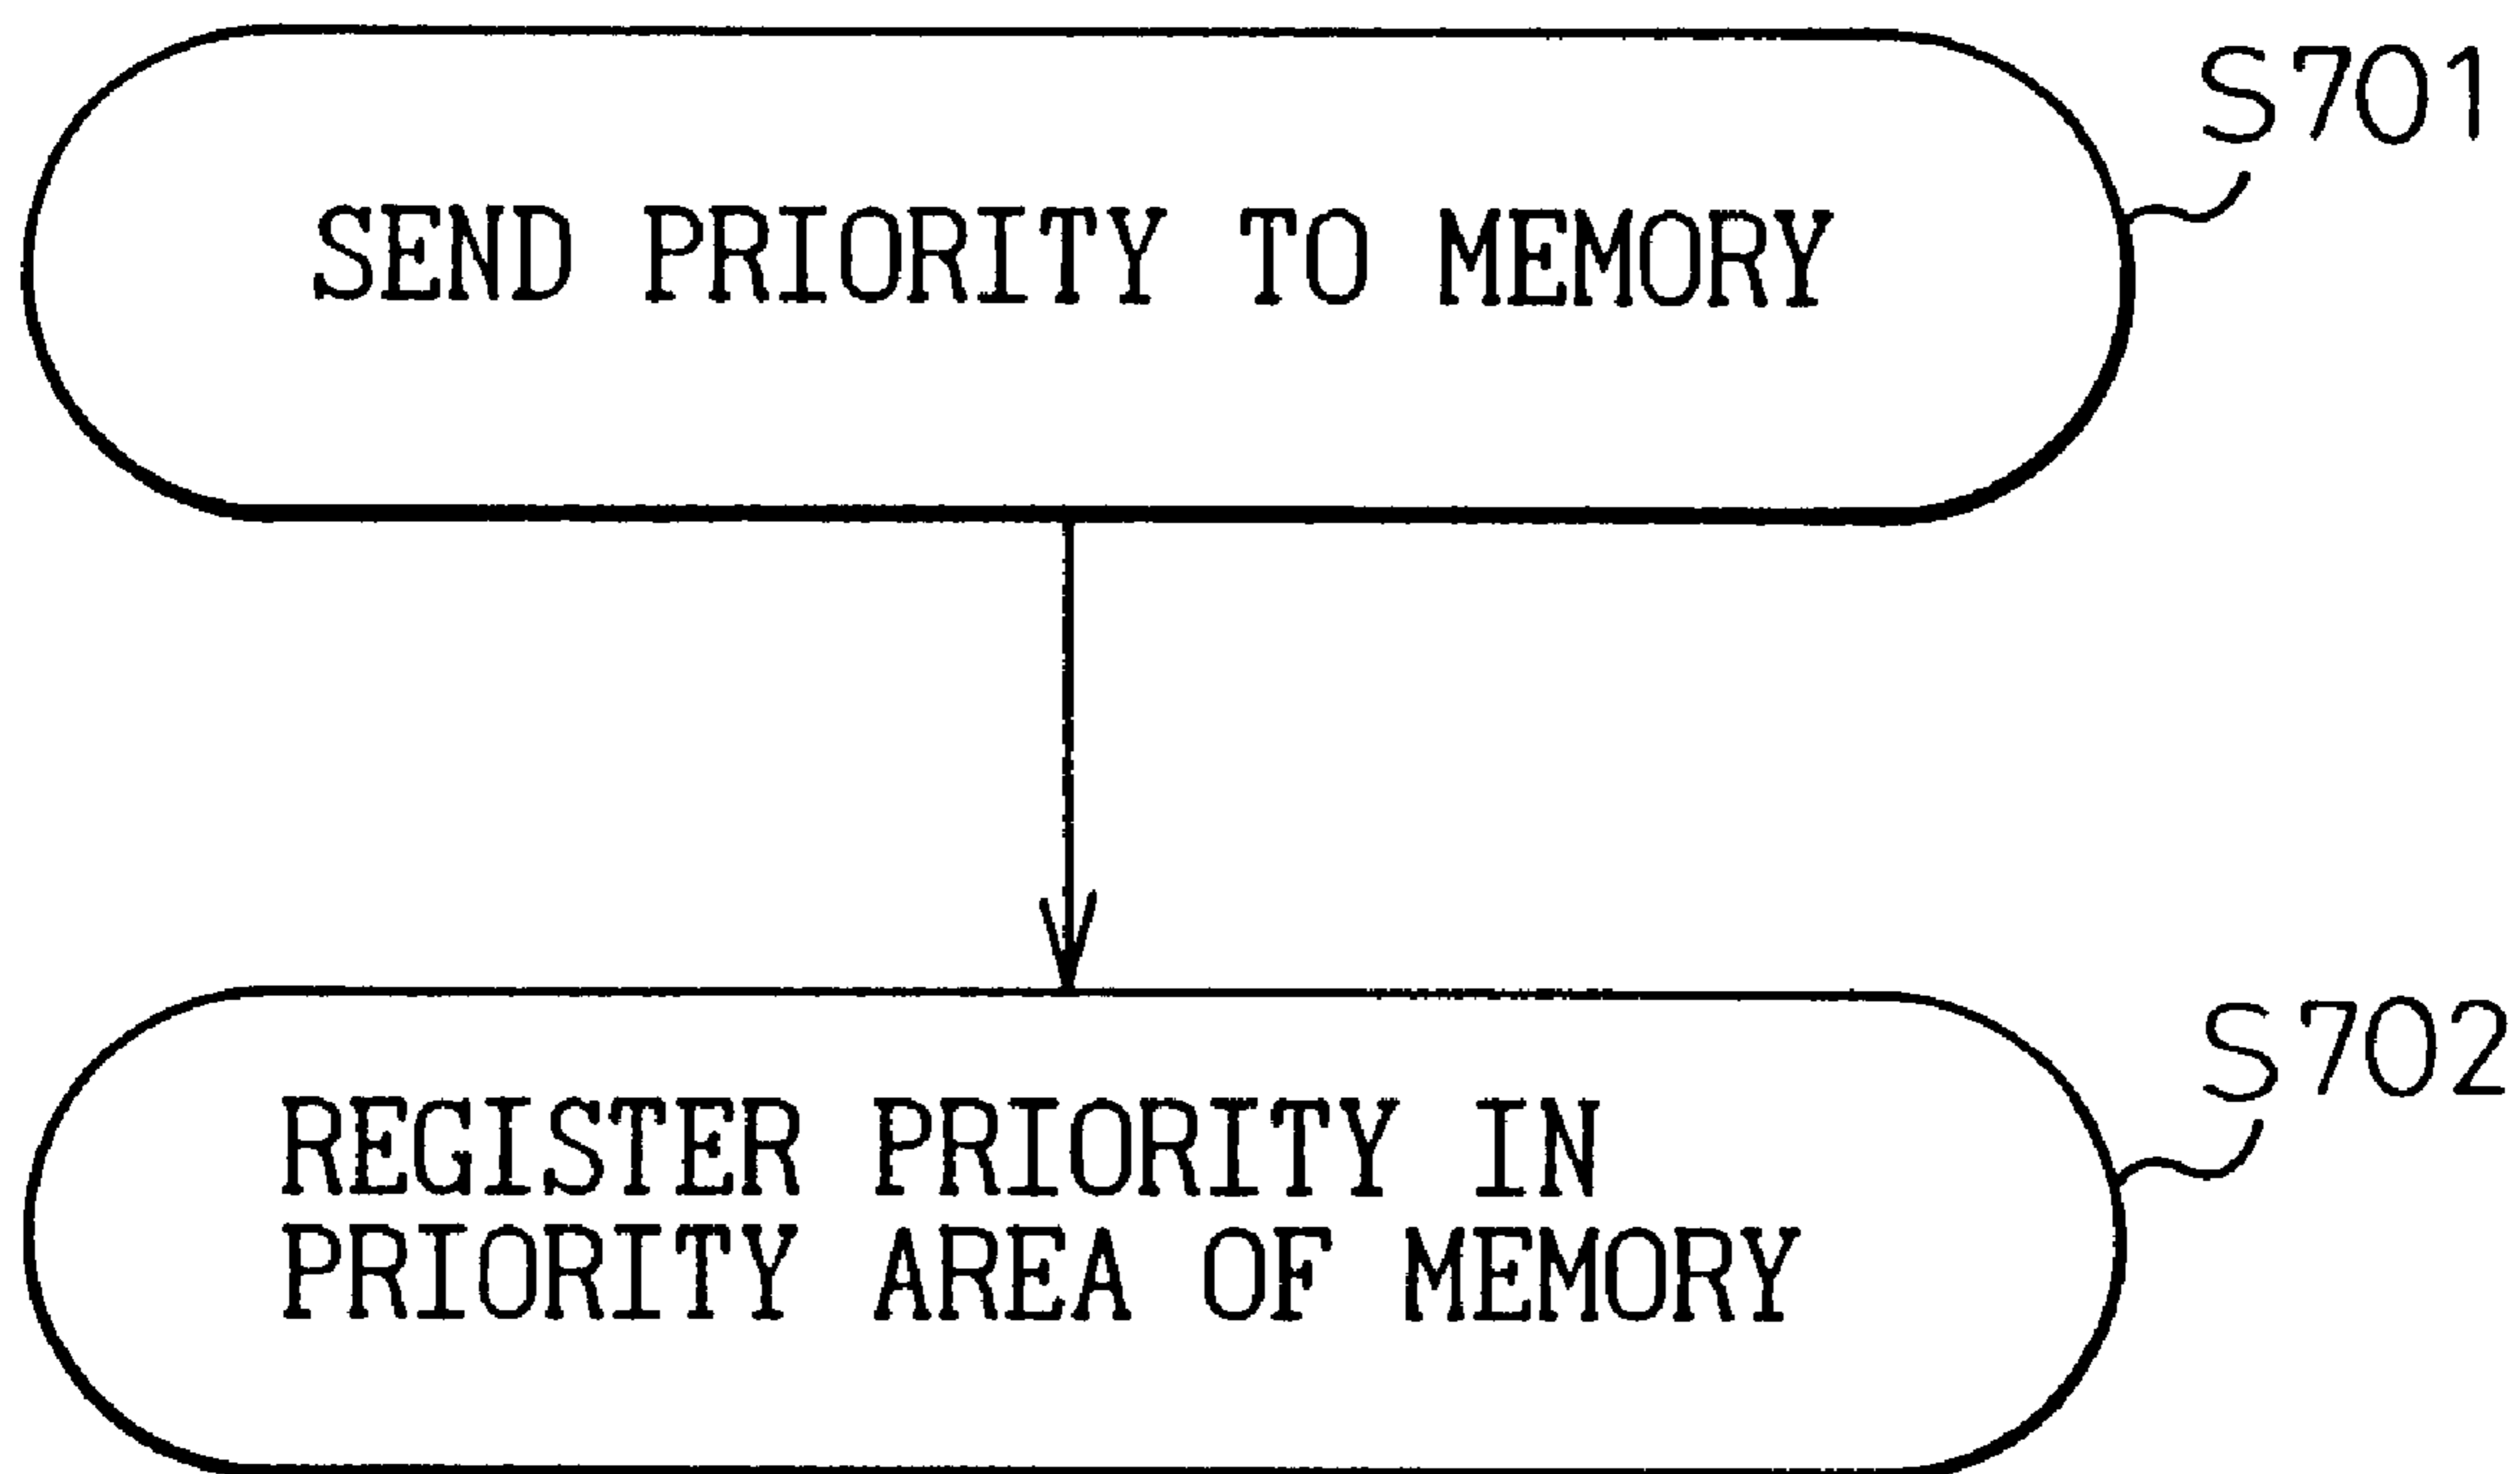 S701
SEND PRIORITY TO MEMORY
S702
REGISTER PRIORITY IN
PRIORITY AREA OF MEMORY